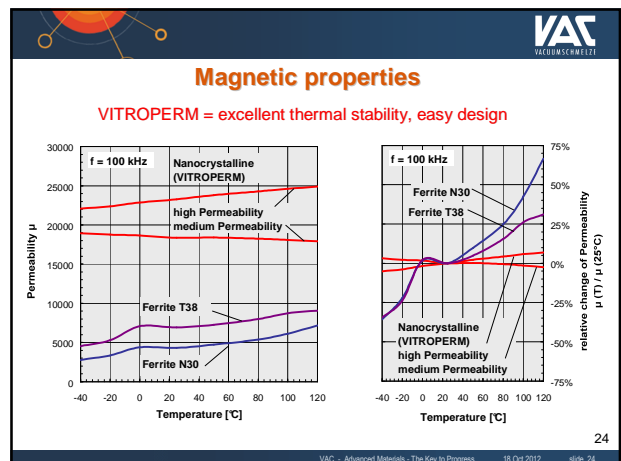 VAC
VACUUMSCHMELZE
Magnetic properties
VITROPERM = excellent thermal stability, easy design
30000
25000
20000
15000
10000
5000
0
Permeability µ
f = 100 kHz
Nanocrystalline
(VITROPERM)
high Permeability
medium Permeability
Ferrite T38
Ferrite N30
-40 -20 0 20 40 60 80 100 120
Temperature [°C]
f = 100 kHz
Ferrite N30
Ferrite T38
Nanocrystalline
(VITROPERM)
high Permeability
medium Permeability
75%
50%
25%
0%
-25%
-50%
-75%
relative change of Permeability
µ (T) / µ (25°C)
-40 -20 0 20 40 60 80 100 120
Temperature [°C]
24
VAC - Advanced Materials - The Key to Progress 18 Oct 2012 slide 24